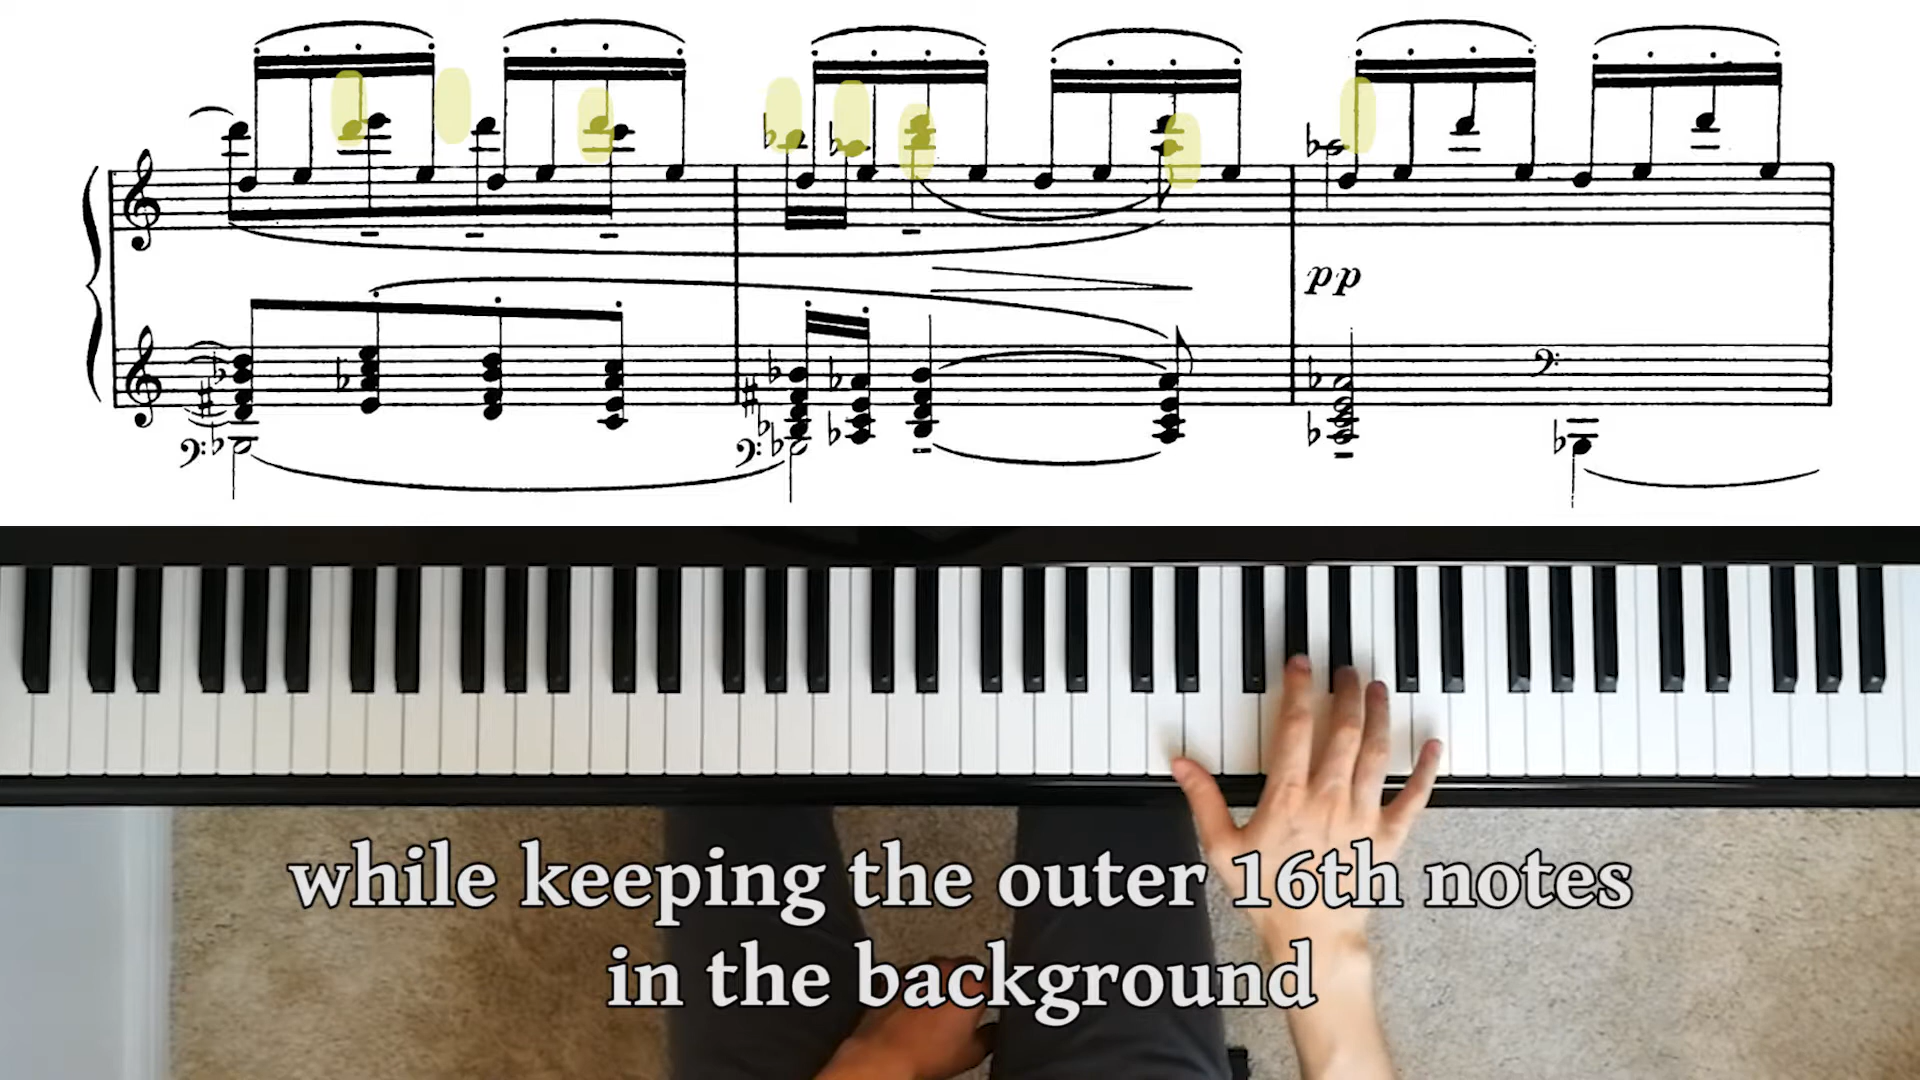 pp
while keeping the outer 16th notes
in the background